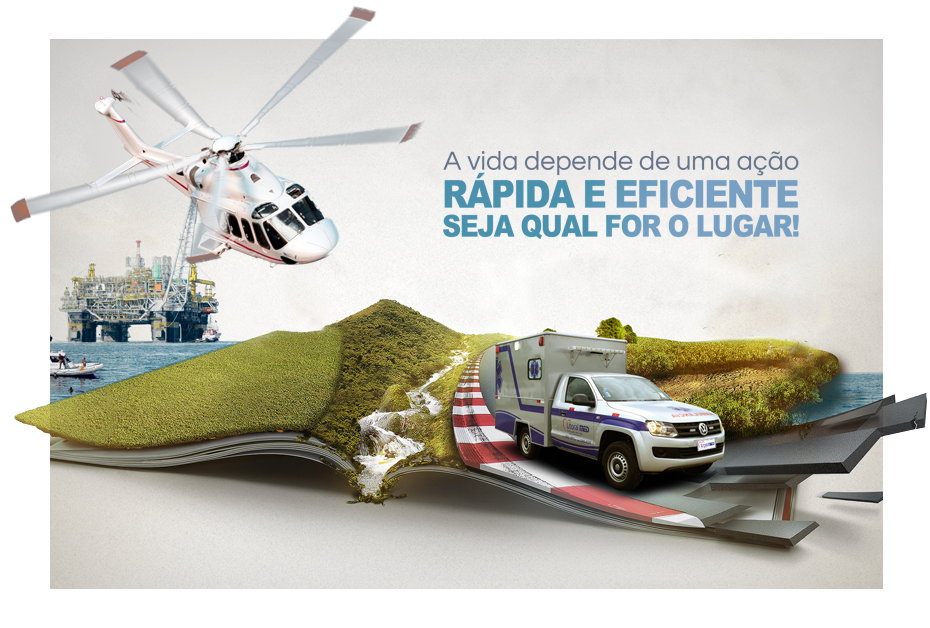 A vida depende de uma ação
RÁPIDA E EFICIENTE
SEJA QUAL FOR O LUGAR!